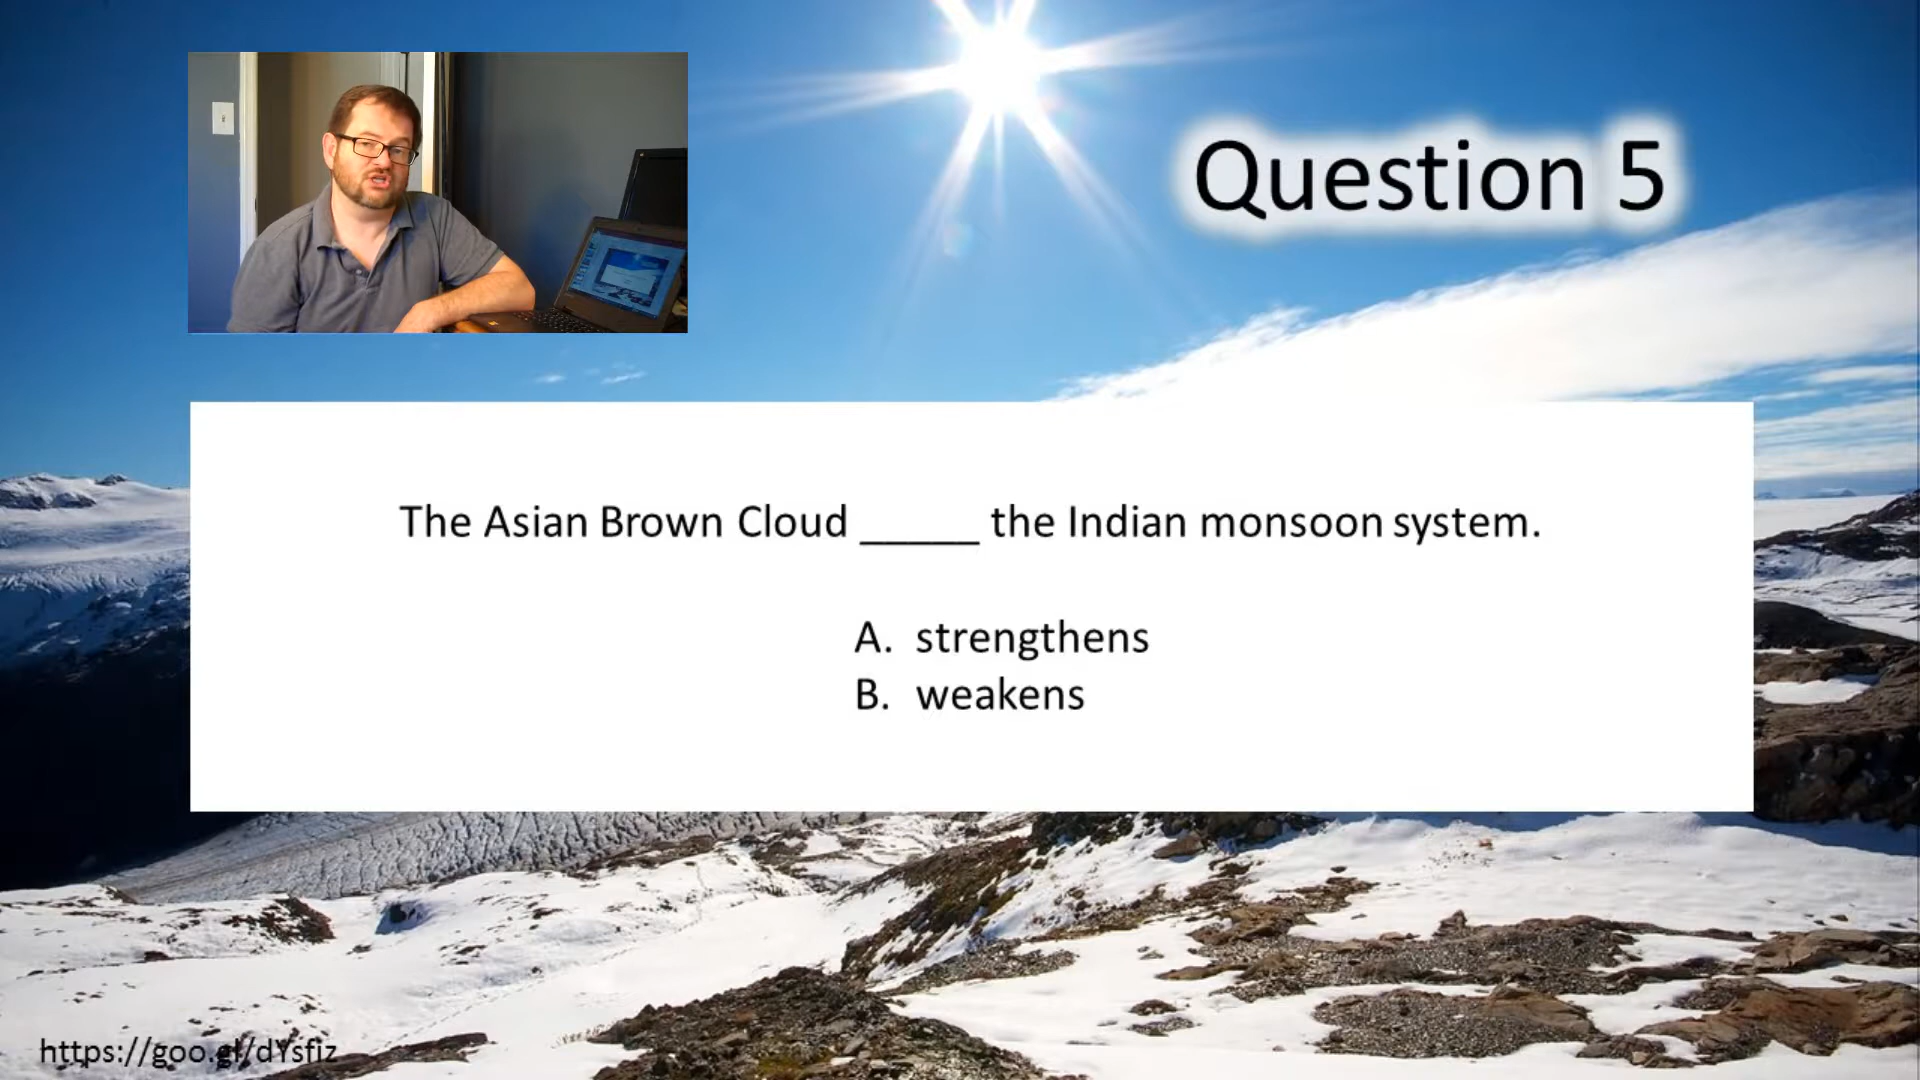 Question 5
The Asian Brown Cloud _____ the Indian monsoon system.
A. strengthens
B. weakens
https://goo.gl/dYsfiz